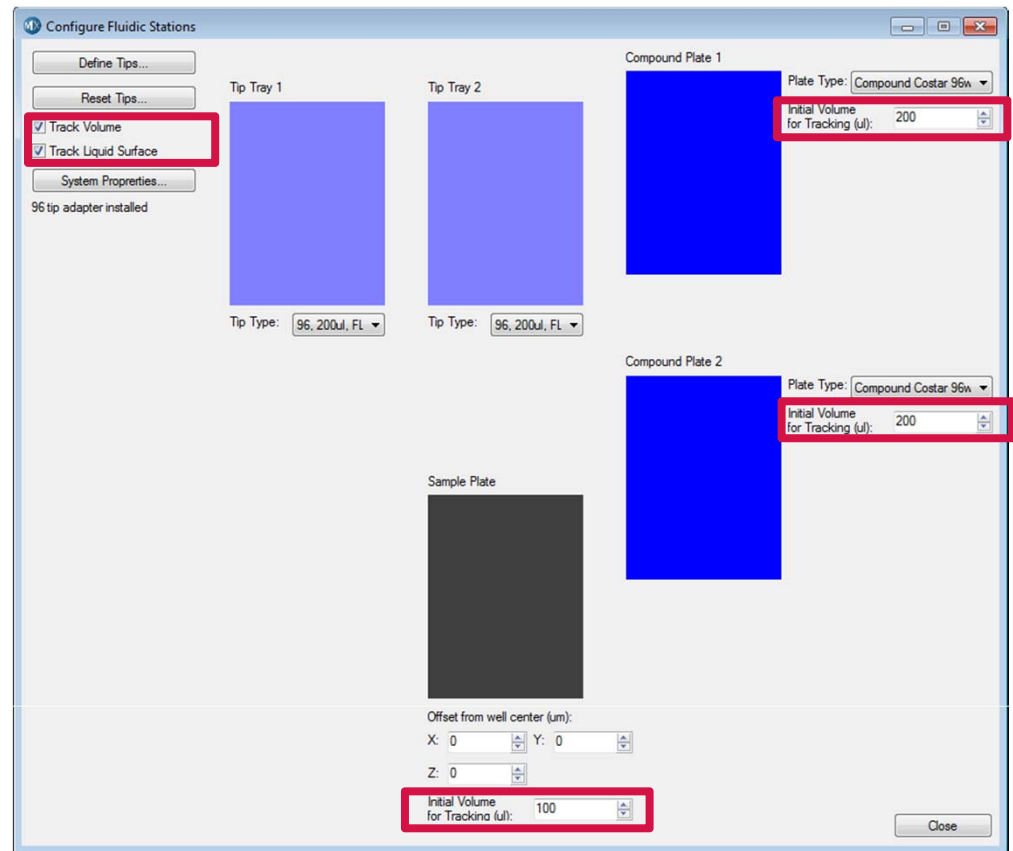 MX Configure Fluidic Stations
Define Tips...
Reset Tips...
Track Volume
Track Liquid Surface
System Proprerties...
96 tip adapter installed
Tip Tray 1
Tip Type: 96, 200ul, FL
Tip Tray 2
Tip Type: 96, 200ul, FL
Compound Plate 1
Plate Type: Compound Costar 96w
Initial Volume
for Tracking (ul): 200
Compound Plate 2
Plate Type: Compound Costar 96w
Initial Volume
for Tracking (ul): 200
Sample Plate
Offset from well center (um):
X: 0 Y: 0
Z: 0
Initial Volume
for Tracking (ul): 100
Close